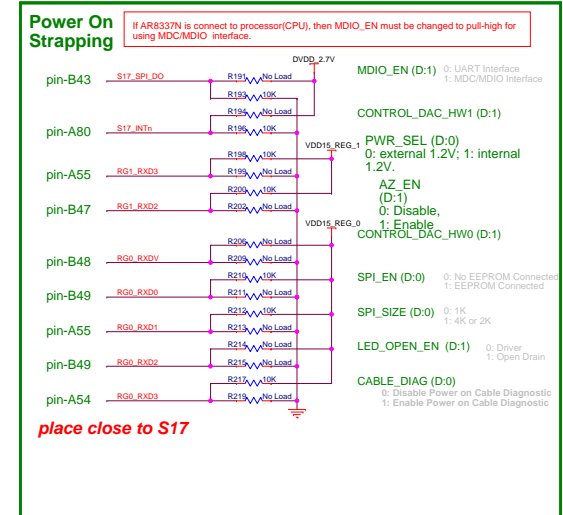 Power On
Strapping
If AR8337N is connect to processor(CPU), then MDIO_EN must be changed to pull-high for
using MDC/MDIO interface.
DVDD_2.7V
pin-B43 S17_SPI_DO R191 No Load MDIO_EN (D:1) 0: UART Interface
1: MDC/MDIO Interface
R193 10K
R194 No Load CONTROL_DAC_HW1 (D:1)
pin-A80 S17_INTn R196 10K
VDD15_REG_1 PWR_SEL (D:0)
R198 10K 0: external 1.2V; 1: internal
1.2V.
pin-A55 RG1_RXD3 R199 No Load
R200 10K AZ_EN
(D:1)
pin-B47 RG1_RXD2 R202 No Load 0: Disable,
1: Enable
VDD15_REG_0
CONTROL_DAC_HW0 (D:1)
R206 No Load
pin-B48 RG0_RXDV R209 No Load
R210 10K SPI_EN (D:0) 0: No EEPROM Connected
1: EEPROM Connected
pin-B49 RG0_RXD0 R211 No Load
R212 10K SPI_SIZE (D:0) 0: 1K
1: 4K or 2K
pin-A55 RG0_RXD1 R213 No Load
R214 No Load LED_OPEN_EN (D:1) 0: Driver
1: Open Drain
pin-B49 RG0_RXD2 R215 No Load
R217 10K CABLE_DIAG (D:0)
0: Disable Power on Cable Diagnostic
pin-A54 RG0_RXD3 R219 No Load 1: Enable Power on Cable Diagnostic
place close to S17